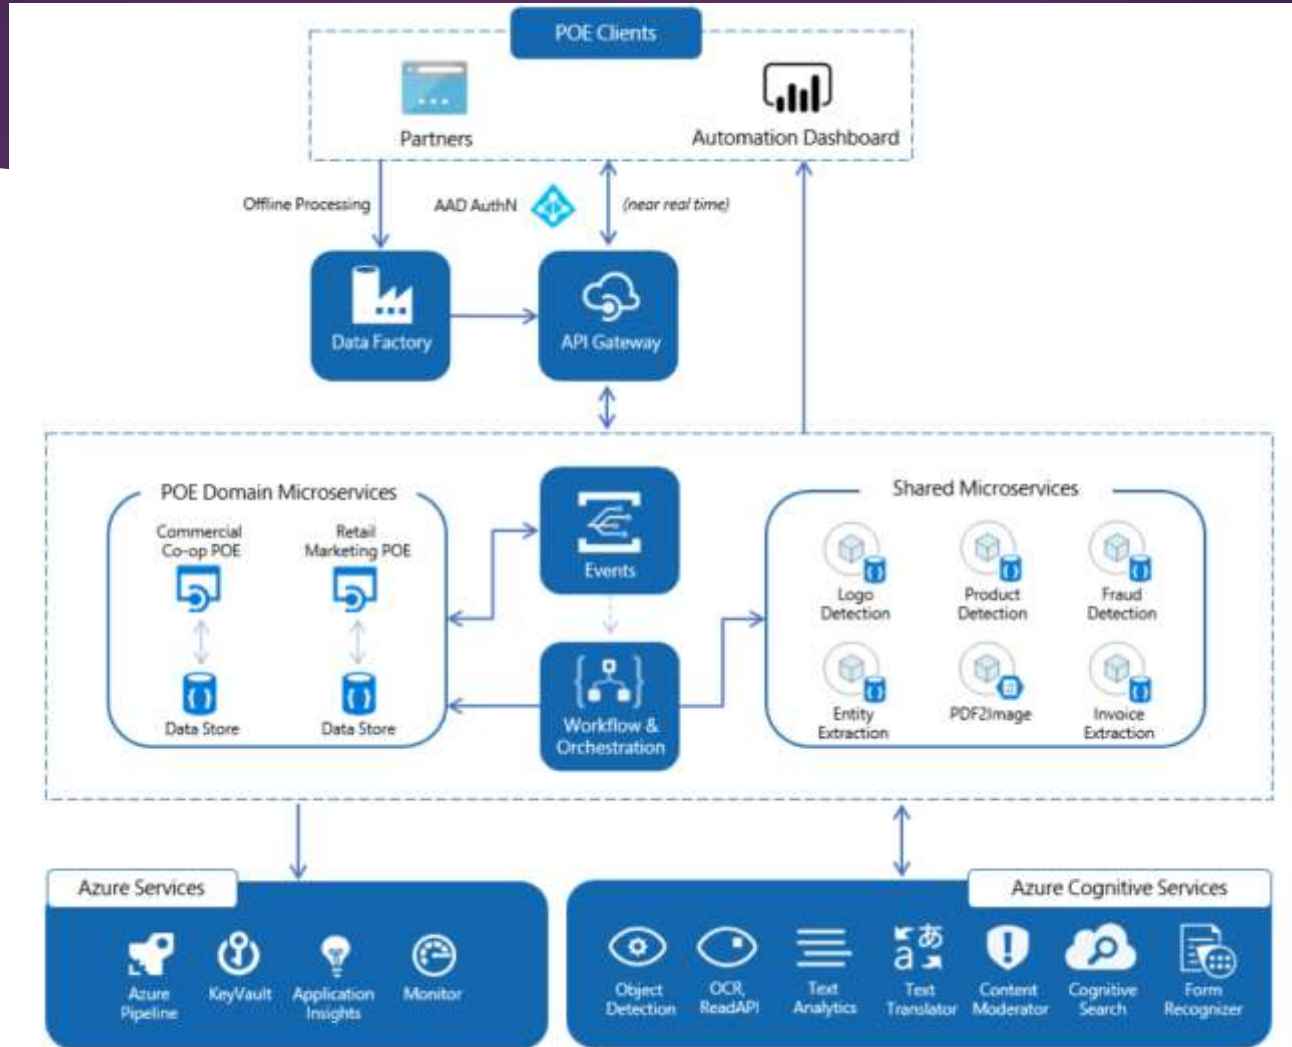 POE Clients
Partners
Automation Dashboard
Offline Processing
AAD AuthN
(near real time)
Data Factory
API Gateway
POE Domain Microservices
Commercial
Co-op POE
Retail
Marketing POE
Data Store
Data Store
Events
Workflow &
Orchestration
Shared Microservices
Logo
Detection
Product
Detection
Fraud
Detection
Entity
Extraction
PDF2Image
Invoice
Extraction
Azure Services
Azure
Pipeline
KeyVault
Application
Insights
Monitor
Azure Cognitive Services
Object
Detection
OCR,
ReadAPI
Text
Analytics
あ
a
Text
Translator
Content
Moderator
Cognitive
Search
Form
Recognizer